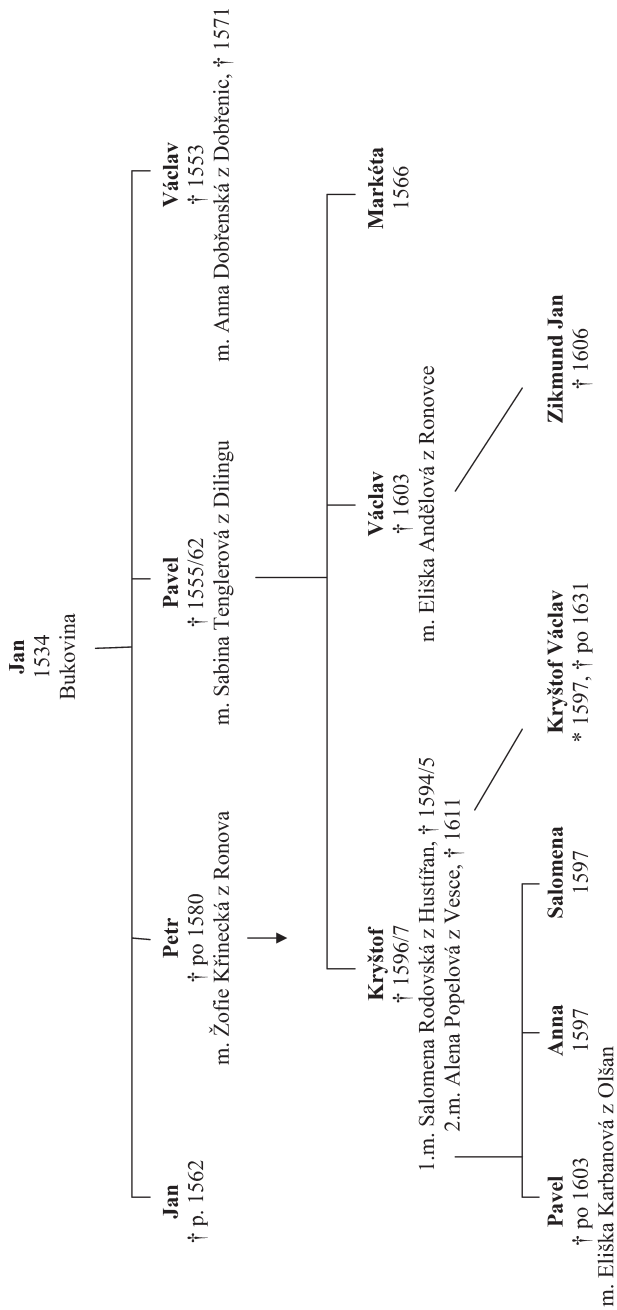 Jan
1534
Bukovina
Jan
† p. 1562
Petr
† po 1580
m. Žofie Křinecká z Ronova
Pavel
† 1555/62
m. Sabina Tenglerová z Dilingu
Václav
† 1553
m. Anna Dobřenská z Dobřenic, † 1571
Kryštof
† 1596/7
1.m. Salomena Rodovská z Hustířan, † 1594/5
2.m. Alena Popelová z Vesce, † 1611
Václav
† 1603
m. Eliška Andělová z Ronovce
Markéta
1566
Pavel
† po 1603
m. Eliška Karbanová z Olšan
Anna
1597
Salomena
1597
Kryštof Václav
* 1597, † po 1631
Zikmund Jan
† 1606